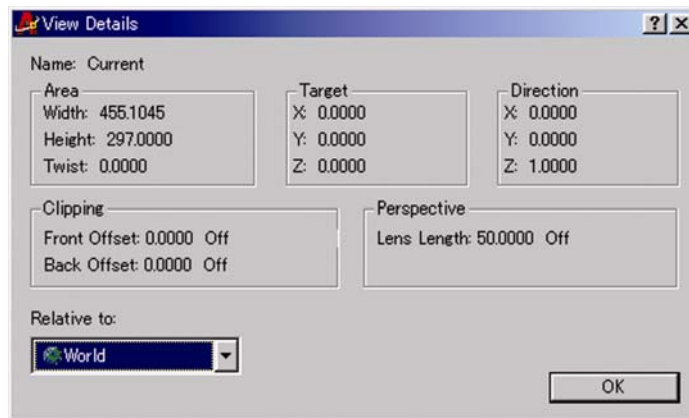 View Details
Name: Current
Area
Width: 455.1045
Height: 297.0000
Twist: 0.0000
Target
X: 0.0000
Y: 0.0000
Z: 0.0000
Direction
X: 0.0000
Y: 0.0000
Z: 1.0000
Clipping
Front Offset: 0.0000 Off
Back Offset: 0.0000 Off
Perspective
Lens Length: 50.0000 Off
Relative to:
World
OK